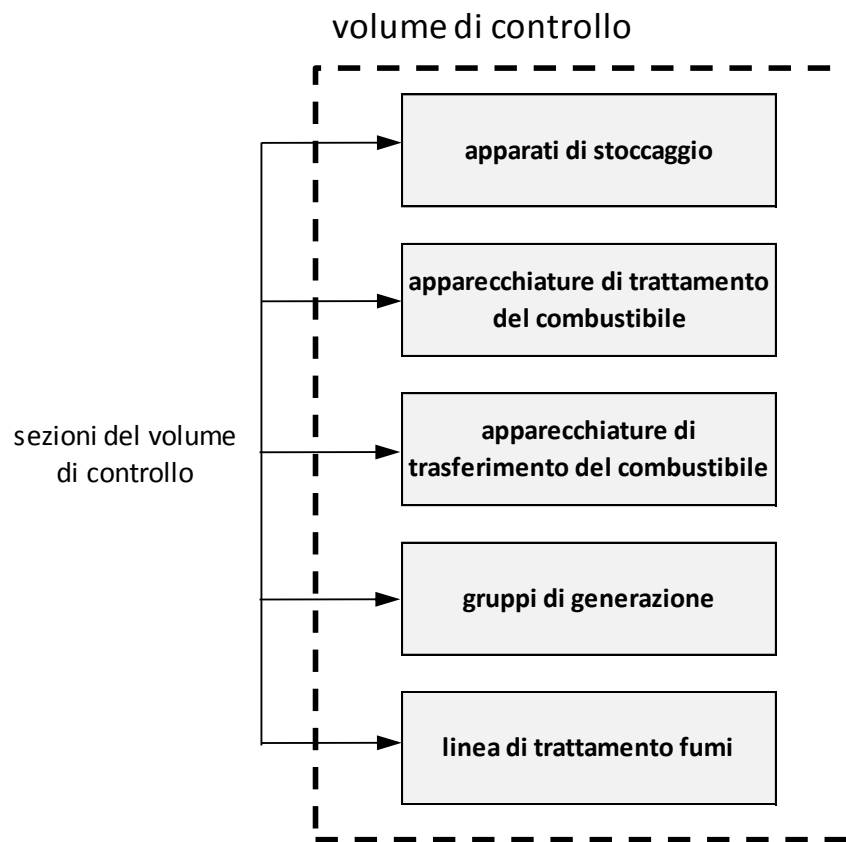 volume di controllo
apparati di stoccaggio
apparecchiature di trattamento
del combustibile
apparecchiature di
trasferimento del combustibile
sezioni del volume
di controllo
gruppi di generazione
linea di trattamento fumi